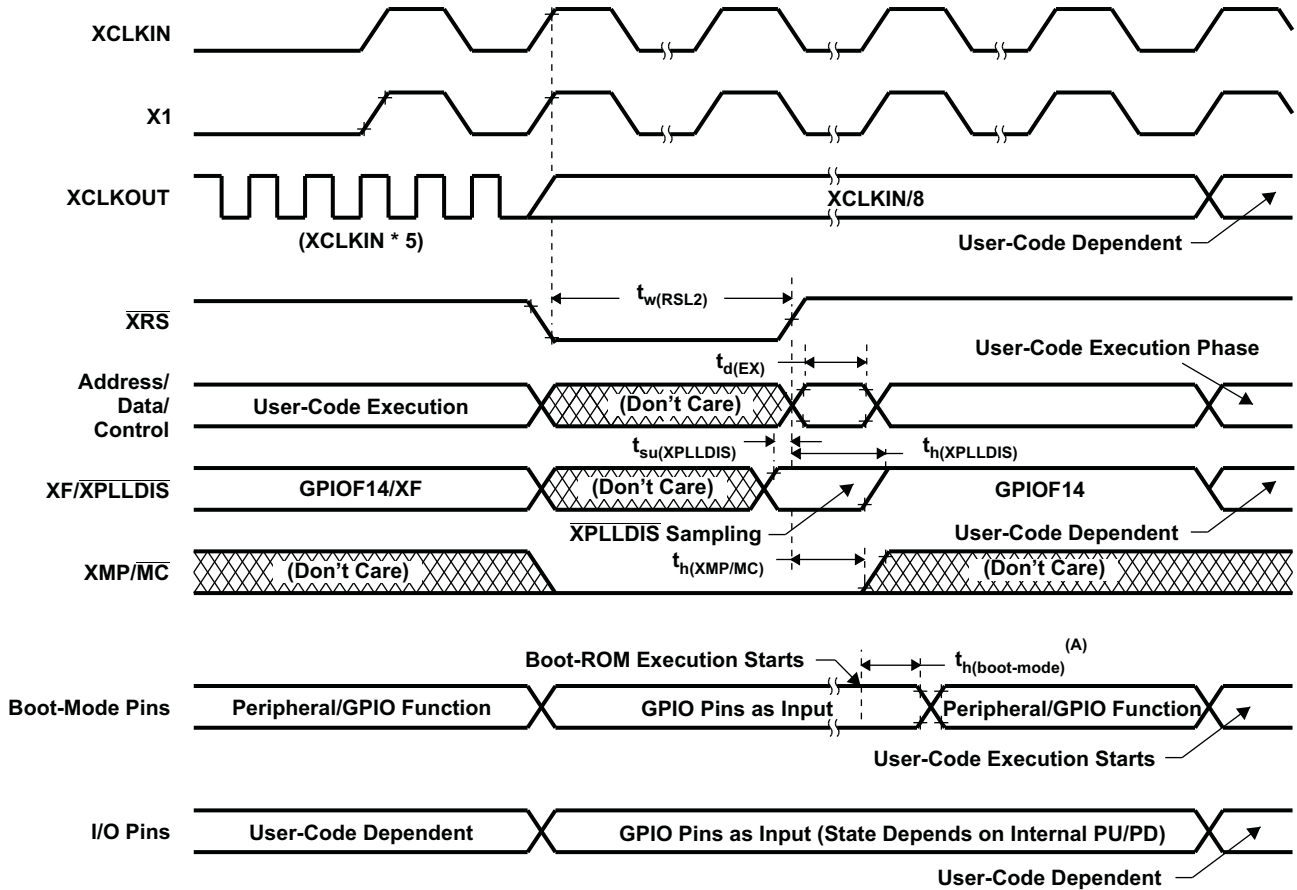 XCLKIN
X1
XCLKOUT
XCLKIN/8
(XCLKIN * 5)
User-Code Dependent
tw(RSL2)
X̅R̅S̅
User-Code Execution Phase
td(EX)
Address/
Data/
Control
User-Code Execution
(Don't Care)
tsu(XPLLDIS)
th(XPLLDIS)
XF/X̅P̅L̅L̅D̅I̅S̅
GPIOF14/XF
(Don't Care)
GPIOF14
X̅P̅L̅L̅D̅I̅S̅ Sampling
User-Code Dependent
XMP/M̅C̅
(Don't Care)
th(XMP/MC)
(Don't Care)
Boot-ROM Execution Starts
th(boot-mode) (A)
Boot-Mode Pins
Peripheral/GPIO Function
GPIO Pins as Input
Peripheral/GPIO Function
User-Code Execution Starts
I/O Pins
User-Code Dependent
GPIO Pins as Input (State Depends on Internal PU/PD)
User-Code Dependent